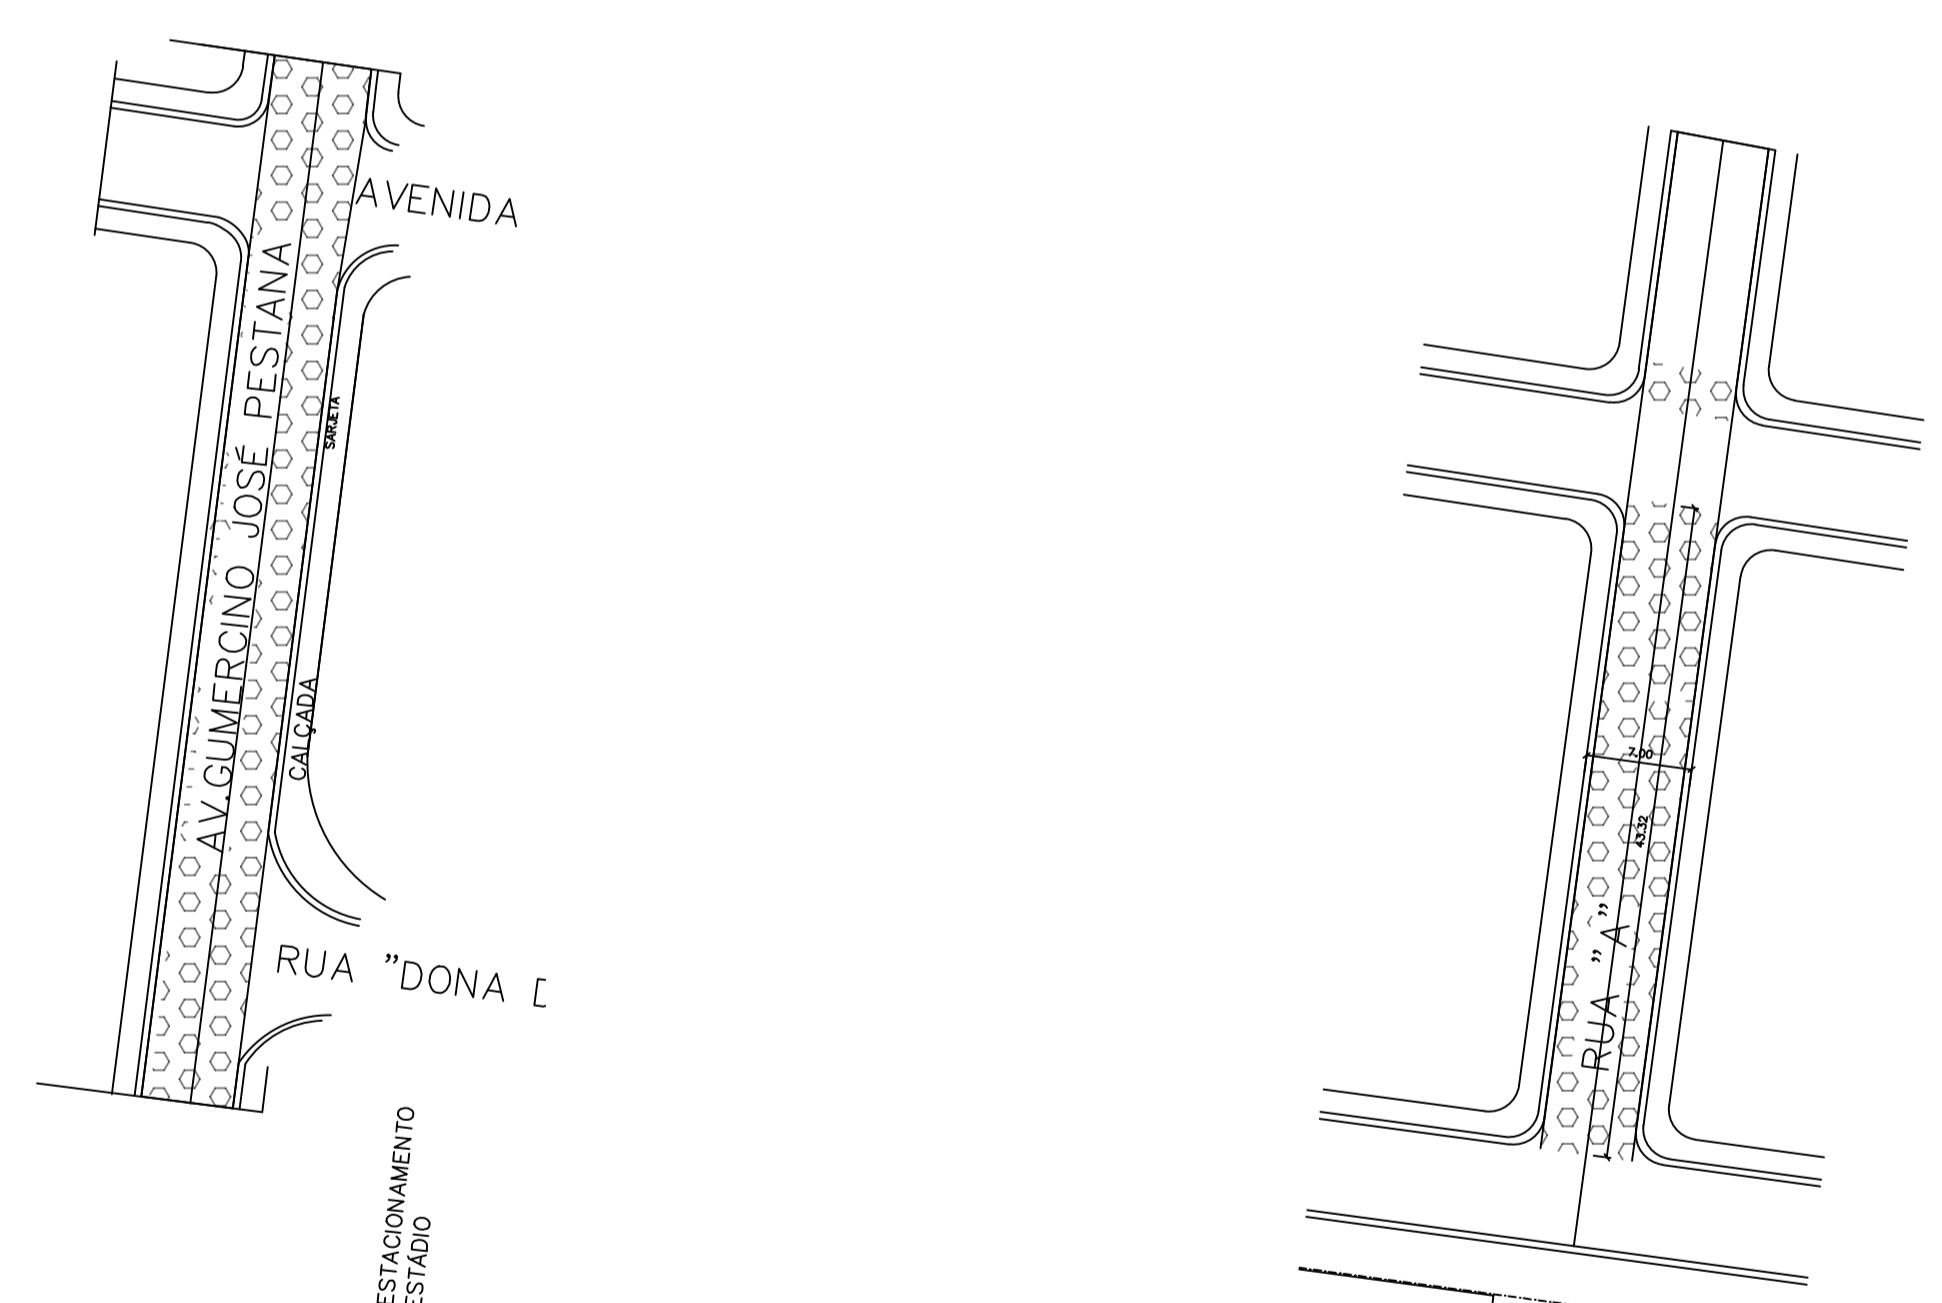 AVENIDA
AV.GUMERCINO JOSÉ PESTANA
SARJETA
CALÇADA
RUA "DONA
ESTACIONAMENTO
ESTÁDIO
7.00
43.32
RUA "A"